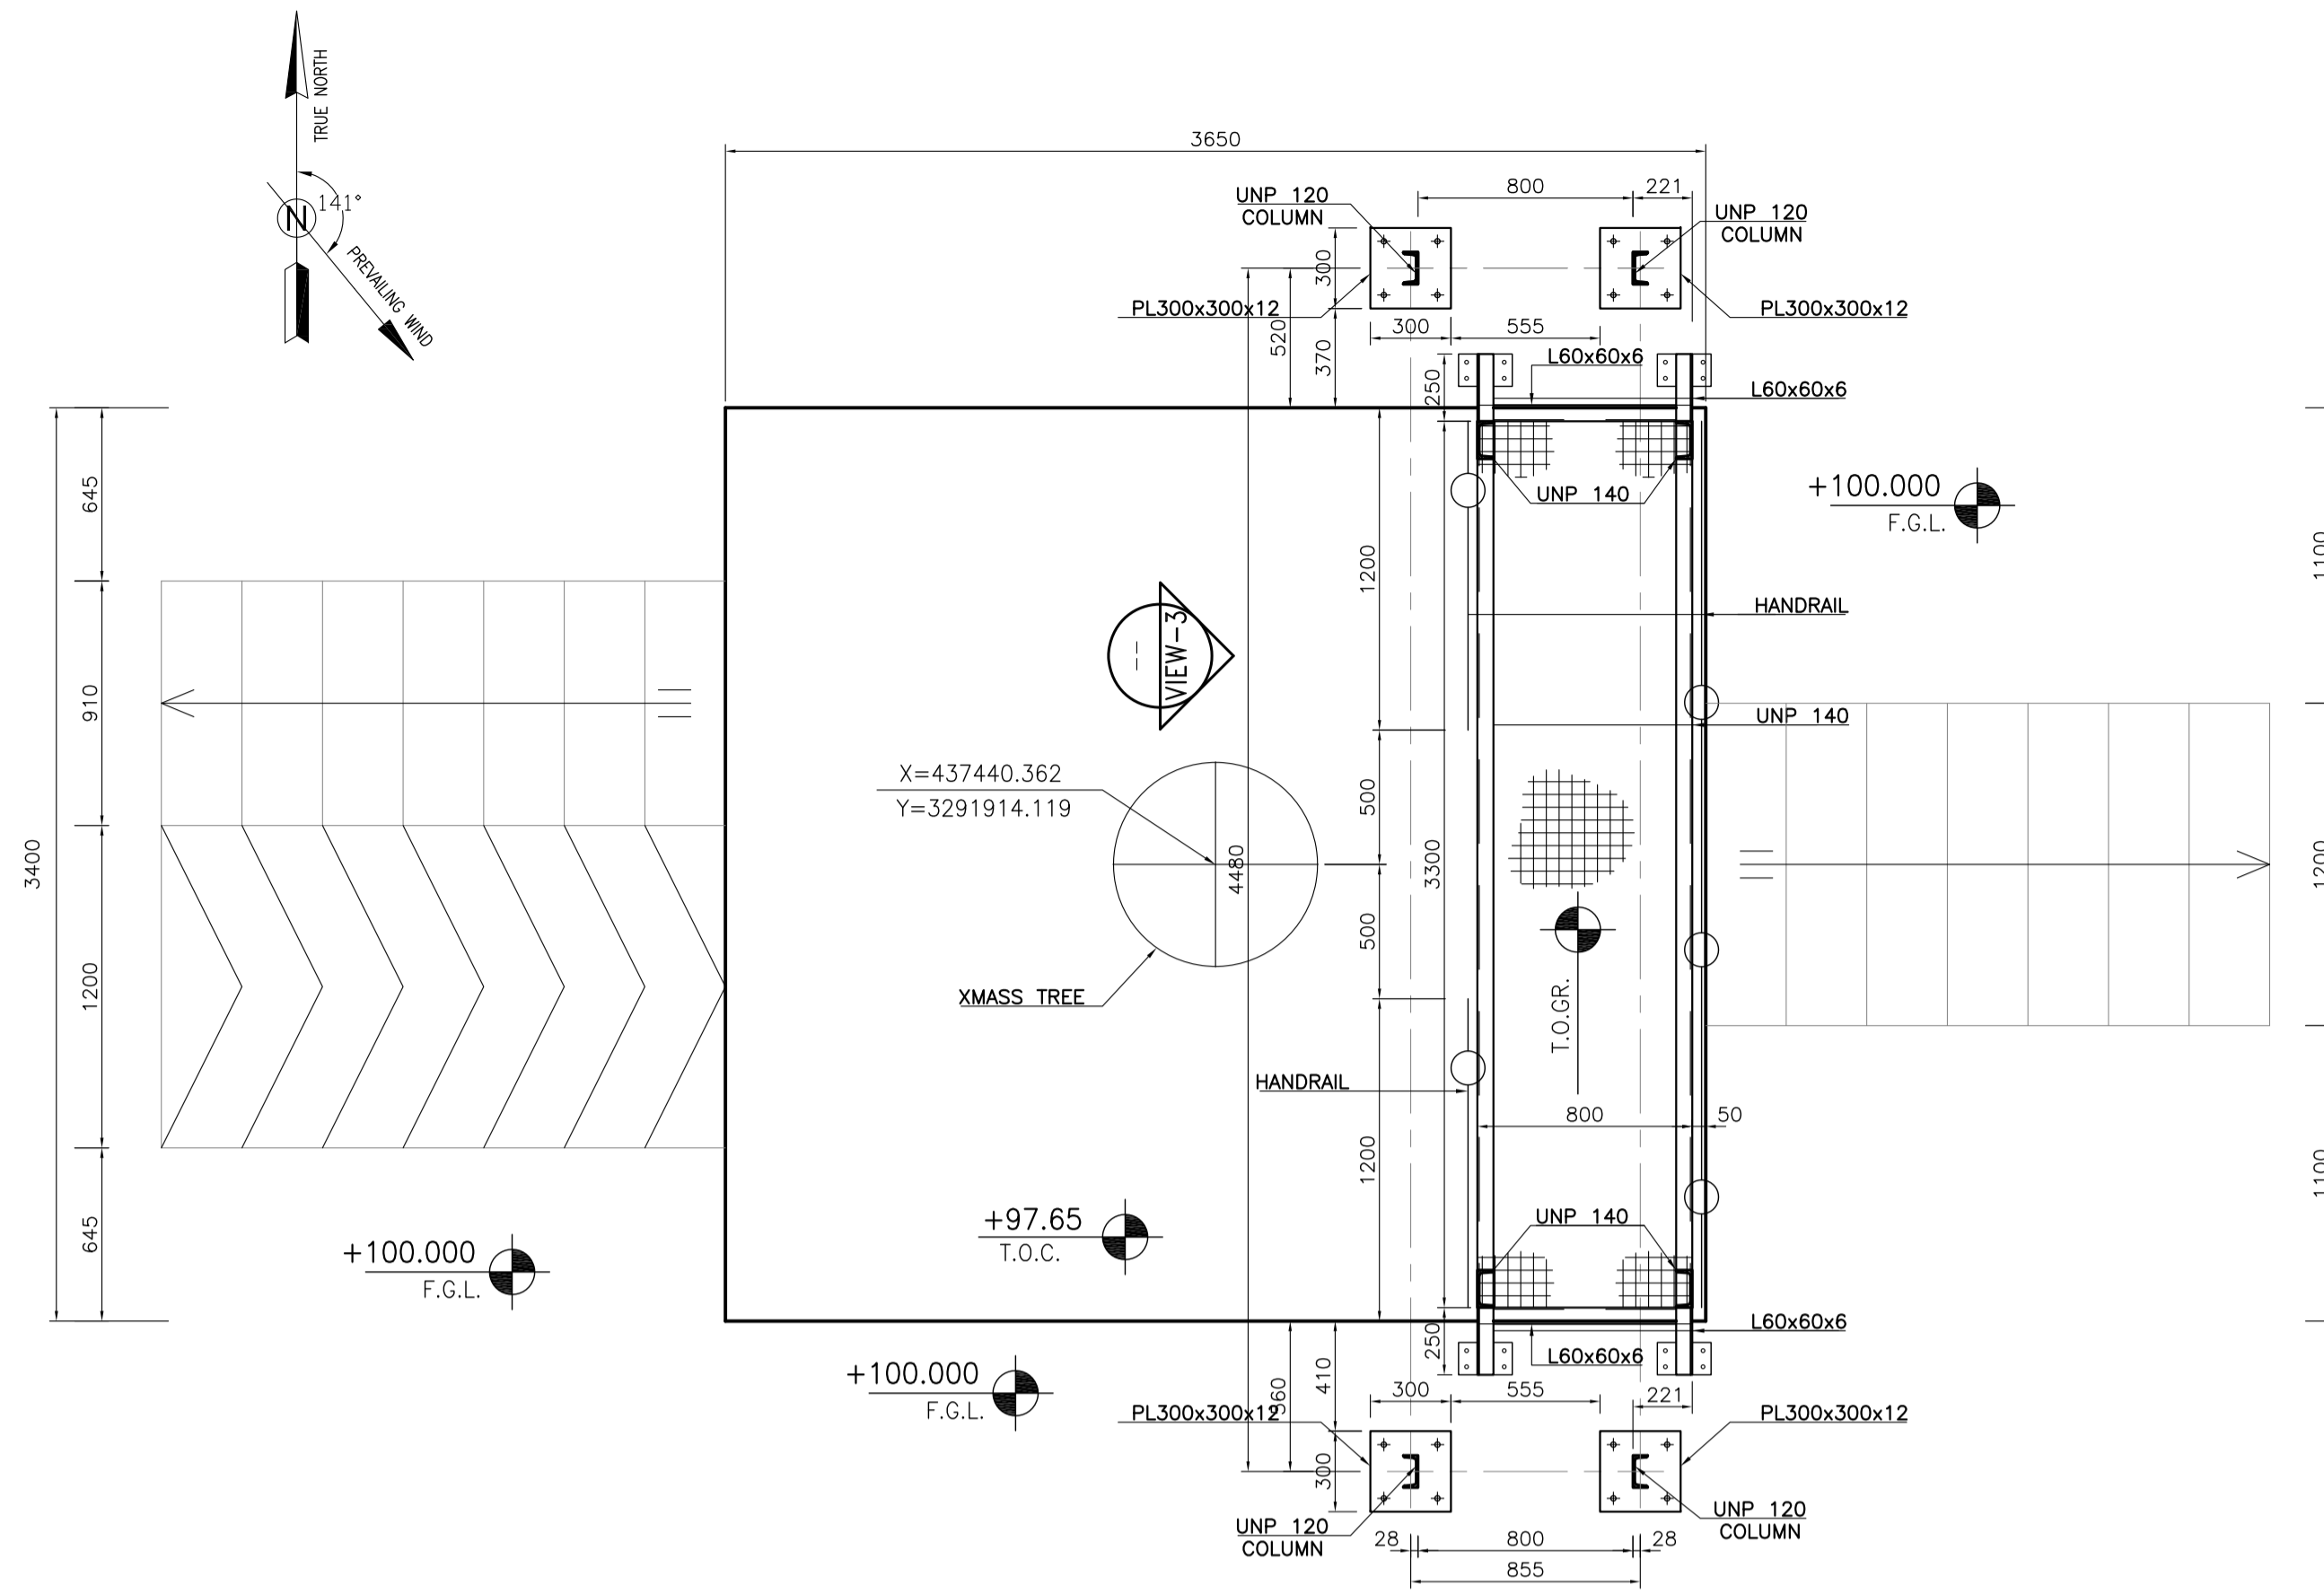 TRUE NORTH
141°
N
PREVAILING WIND
3650
UNP 120
COLUMN
800
221
UNP 120
COLUMN
300
PL300x300x12
PL300x300x12
520
370
300
555
250
L60x60x6
L60x60x6
645
UNP 140
+100.000
F.G.L.
1100
1200
HANDRAIL
VIEW-3
--
910
UNP 140
X=437440.362
Y=3291914.119
500
3400
4480
3300
1200
500
1200
XMASS TREE
T.O.GR.
HANDRAIL
800
50
1200
1100
+97.65
T.O.C.
UNP 140
645
+100.000
F.G.L.
L60x60x6
L60x60x6
250
+100.000
F.G.L.
560
410
300
555
221
PL300x300x12
PL300x300x12
300
UNP 120
COLUMN
UNP 120
COLUMN
28
800
28
855